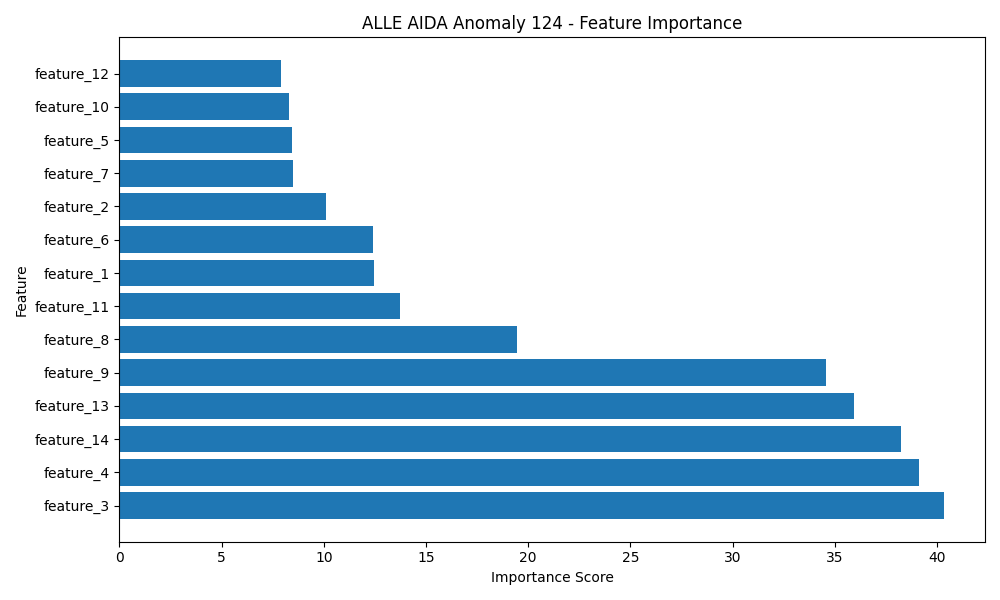 ALLE AIDA Anomaly 124 - Feature Importance
feature_12
feature_10
feature_5
feature_7
feature_2
feature_6
feature_1
feature_11
feature_8
feature_9
feature_13
feature_14
feature_4
feature_3
Feature
0 5 10 15 20 25 30 35 40
Importance Score